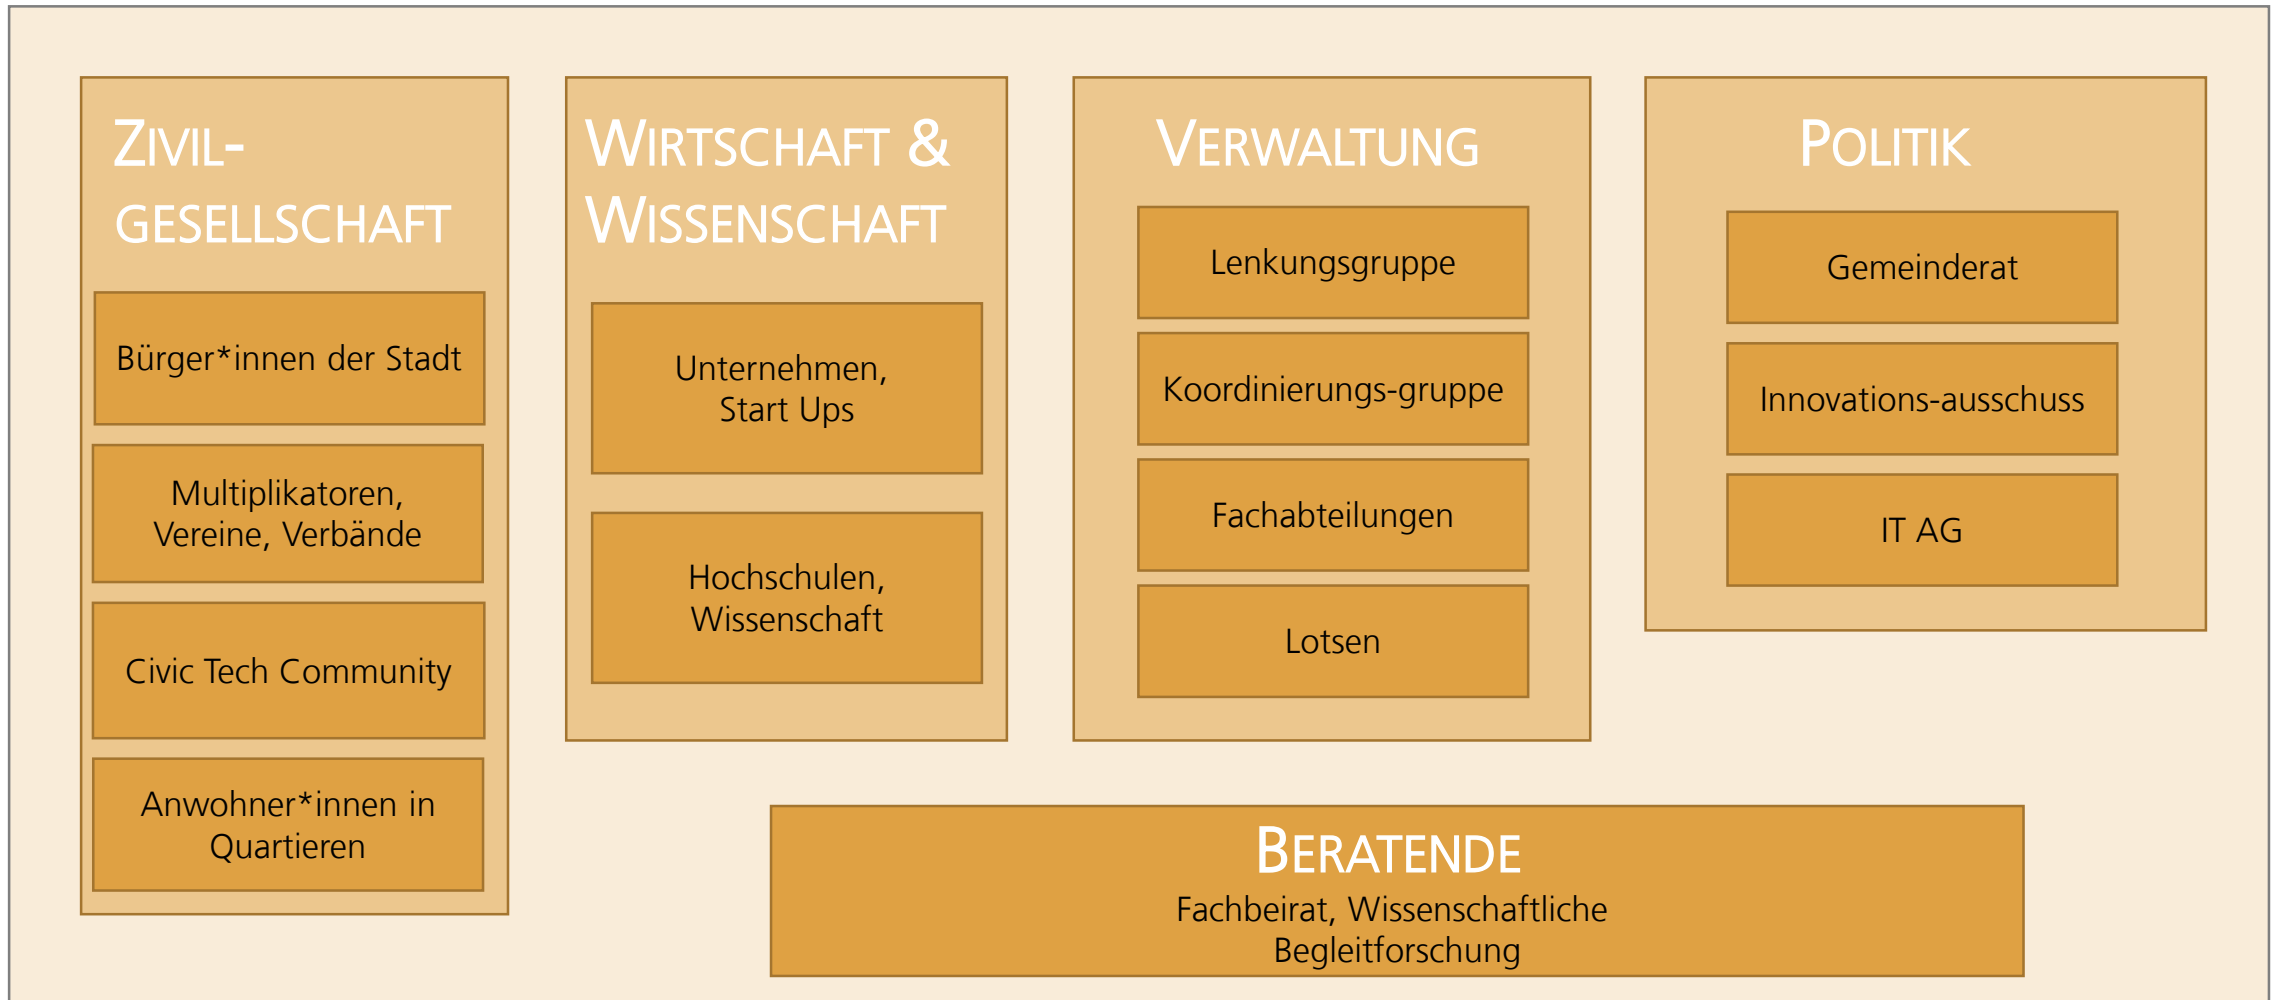 ZIVIL-
GESELLSCHAFT
Bürger*innen der Stadt
Multiplikatoren,
Vereine, Verbände
Civic Tech Community
Anwohner*innen in
Quartieren
WIRTSCHAFT &
WISSENSCHAFT
Unternehmen,
Start Ups
Hochschulen,
Wissenschaft
VERWALTUNG
Lenkungsgruppe
Koordinierungs-gruppe
Fachabteilungen
Lotsen
POLITIK
Gemeinderat
Innovations-ausschuss
IT AG
BERATENDE
Fachbeirat, Wissenschaftliche
Begleitforschung